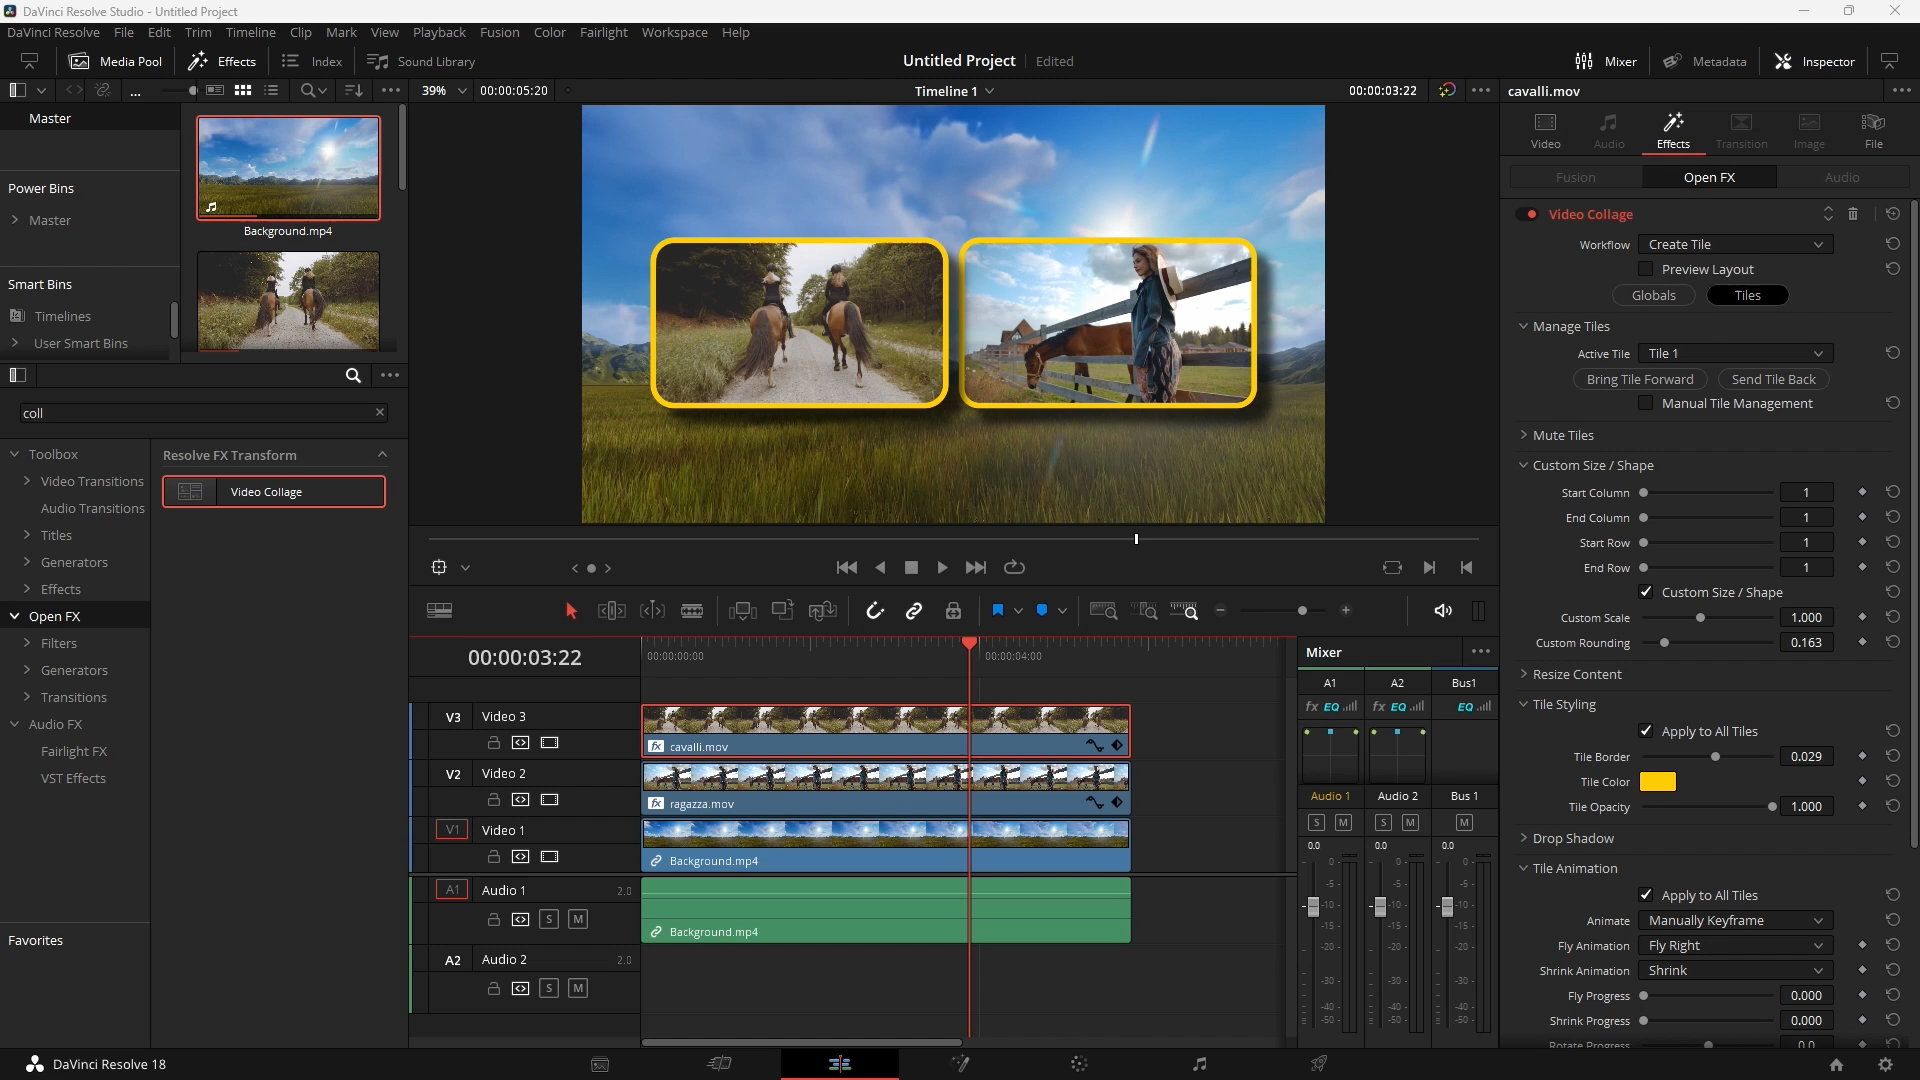 DaVinci Resolve Studio - Untitled Project
DaVinci Resolve File Edit Trim Timeline Clip Mark View Playback Fusion Color Fairlight Workspace Help
Media Pool Effects Index Sound Library Untitled Project Edited Mixer Metadata Inspector
39% 00:00:05:20 Timeline 1 00:00:03:22 cavalli.mov
Master
Power Bins
Master
Smart Bins
Timelines
User Smart Bins
Background.mp4
coll
Toolbox
Video Transitions
Audio Transitions
Titles
Generators
Effects
Open FX
Filters
Generators
Transitions
Audio FX
Fairlight FX
VST Effects
Favorites
Resolve FX Transform
Video Collage
Video Audio Effects Transition Image File
Fusion Open FX Audio
Video Collage
Workflow Create Tile
Preview Layout
Globals Tiles
Manage Tiles
Active Tile Tile 1
Bring Tile Forward Send Tile Back
Manual Tile Management
Mute Tiles
Custom Size / Shape
Start Column 1
End Column 1
Start Row 1
End Row 1
Custom Size / Shape
Custom Scale 1.000
Custom Rounding 0.163
Resize Content
Tile Styling
Apply to All Tiles
Tile Border 0.029
Tile Color
Tile Opacity 1.000
Drop Shadow
Tile Animation
Apply to All Tiles
Animate Manually Keyframe
Fly Animation Fly Right
Shrink Animation Shrink
Fly Progress 0.000
Shrink Progress 0.000
Rotate Progress 0.0
00:00:03:22 00:00:00:00 00:00:04:00
V3 Video 3
cavalli.mov
V2 Video 2
ragazza.mov
V1 Video 1
Background.mp4
A1 Audio 1 2.0
S M
Background.mp4
A2 Audio 2 2.0
S M
Mixer
A1 A2 Bus1
fx EQ fx EQ EQ
Audio 1 Audio 2 Bus 1
S M S M M
0.0 0.0 0.0
0- 0- 0-
-5- -5- -5-
-10- -10- -10-
-15- -15- -15-
-20- -20- -20-
-30- -30- -30-
-40- -40- -40-
-50- -50- -50-
DaVinci Resolve 18